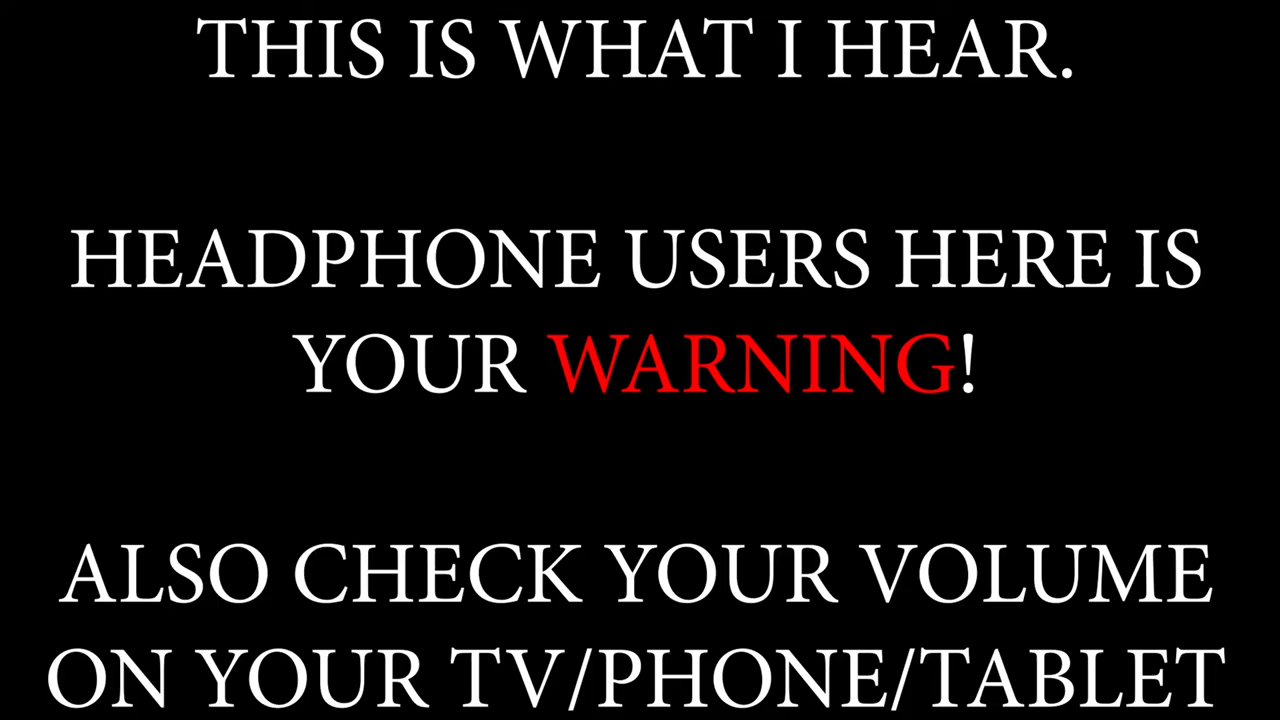 THIS IS WHAT I HEAR.
HEADPHONE USERS HERE IS
YOUR WARNING!
ALSO CHECK YOUR VOLUME
ON YOUR TV/PHONE/TABLET